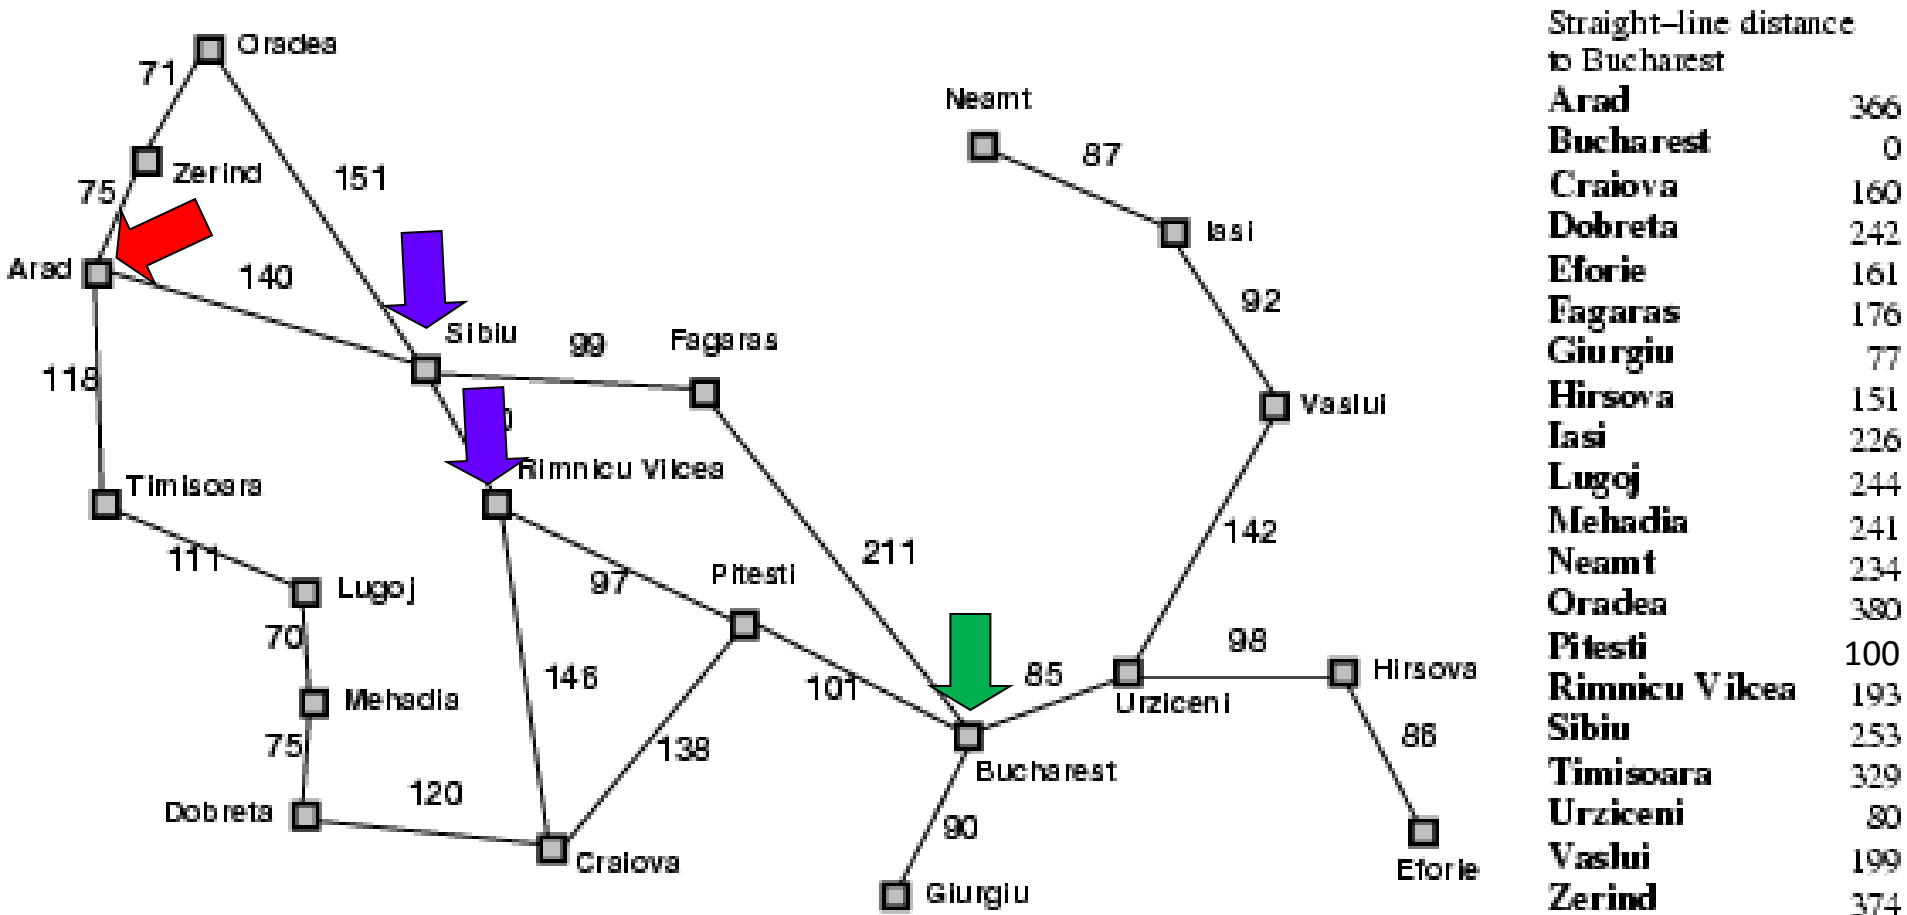 Oradea
71
Zerind
151
75
Arad
140
118
Sibiu
99
Fagaras
Rimnicu Vilcea
Timisoara
111
Lugoj
70
Mehadia
75
Dobreta
120
Craiova
146
97
Pitesti
138
101
211
Bucharest
90
Giurgiu
85
Urziceni
98
Hirsova
86
Eforie
142
Vaslui
92
Iasi
87
Neamt
Straight-line distance
to Bucharest
Arad 366
Bucharest 0
Craiova 160
Dobreta 242
Eforie 161
Fagaras 176
Giurgiu 77
Hirsova 151
Iasi 226
Lugoj 244
Mehadia 241
Neamt 234
Oradea 380
Pitesti 100
Rimnicu Vilcea 193
Sibiu 253
Timisoara 329
Urziceni 80
Vaslui 199
Zerind 374